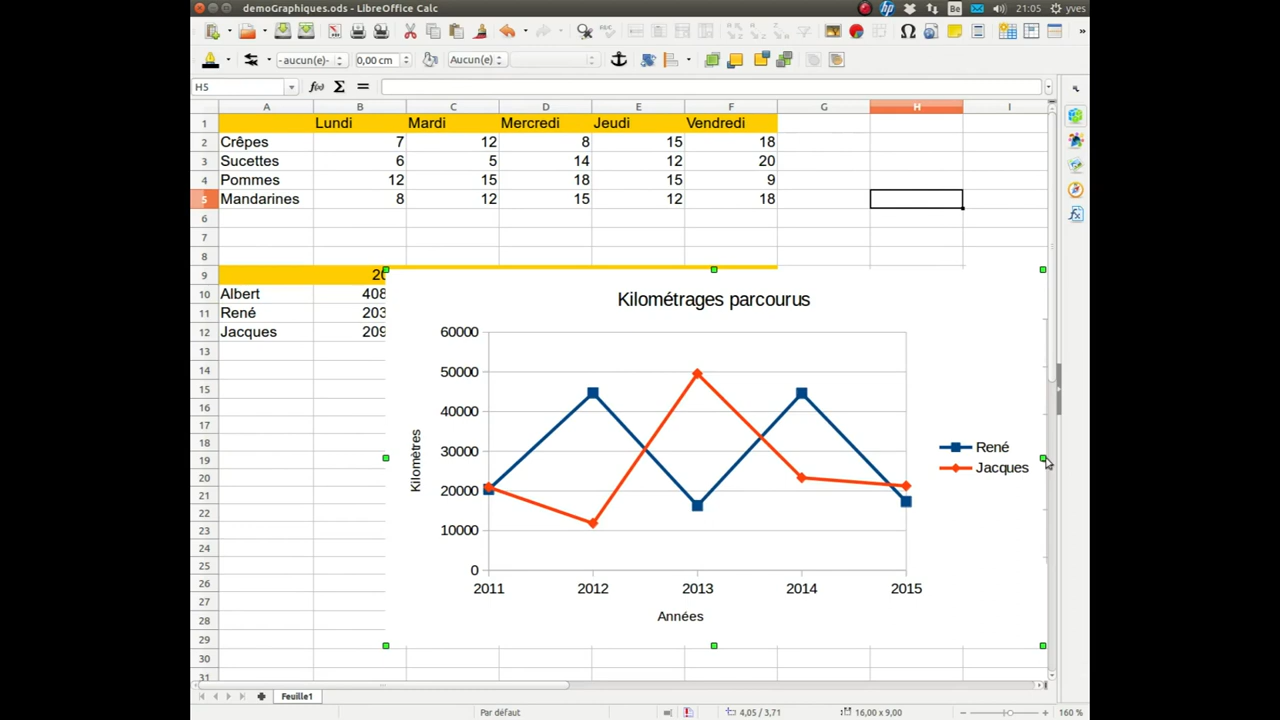 demoGraphiques.ods - LibreOffice Calc
Be 21:05 yves
-aucun(e)- 0,00 cm Aucun(e)
H5
A B C D E F G H I
1 Lundi Mardi Mercredi Jeudi Vendredi
2 Crêpes 7 12 8 15 18
3 Sucettes 6 5 14 12 20
4 Pommes 12 15 18 15 9
5 Mandarines 8 12 15 12 18
6
7
8
9 20
10 Albert 408
11 René 203
12 Jacques 209
13
14
15
16
17
18
19
20
21
22
23
24
25
26
27
28
29
30
31
Kilométrages parcourus
60000
50000
40000
30000
20000
10000
0
Kilomètres
2011 2012 2013 2014 2015
Années
René
Jacques
Feuille1
Par défaut 4,05 / 3,71 16,00 x 9,00 160 %